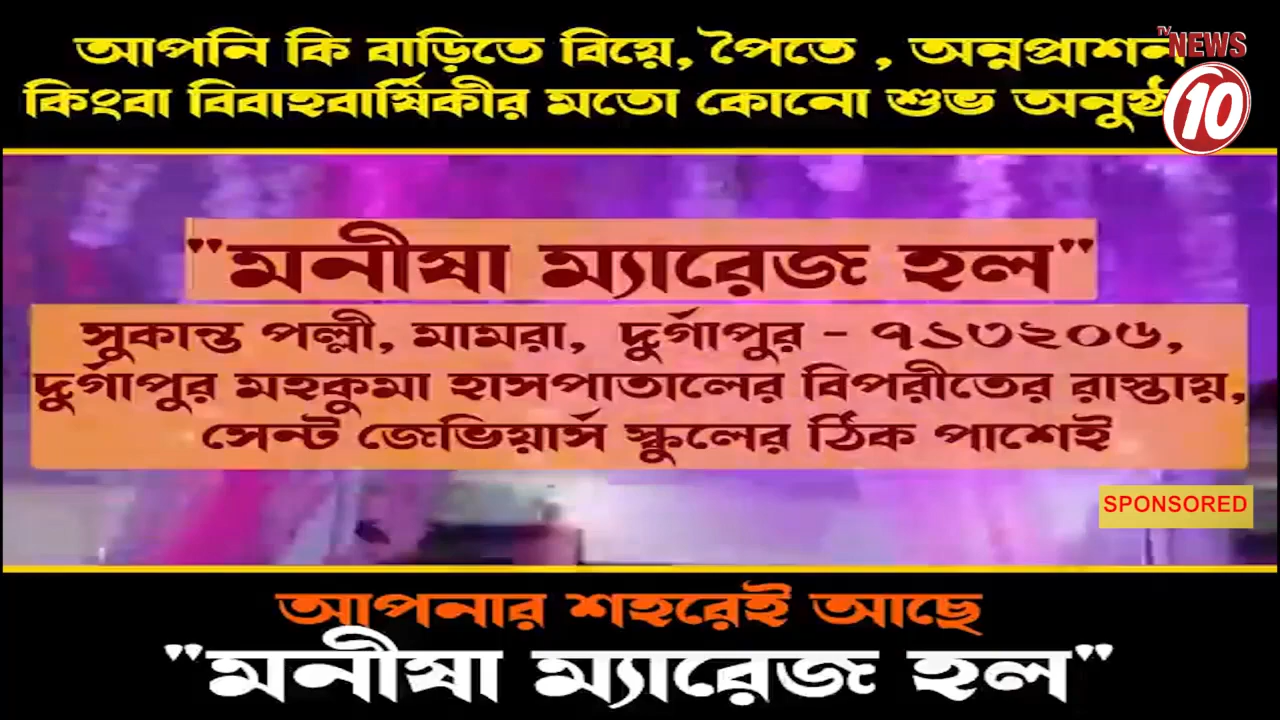 আপনি কি বাড়িতে বিয়ে, পৈতে , অন্নপ্রাশন
কিংবা বিবাহবার্ষিকীর মতো কোনো শুভ
TV NEWS
10
"মনীষা ম্যারেজ হল"
সুকান্ত পল্লী, মামরা, দুর্গাপুর - ৭১৩২০৬,
দুর্গাপুর মহকুমা হাসপাতালের বিপরীতের রাস্তায়,
সেন্ট জেভিয়ার্স স্কুলের ঠিক পাশেই
SPONSORED
আপনার শহরেই আছে
"মনীষা ম্যারেজ হল"